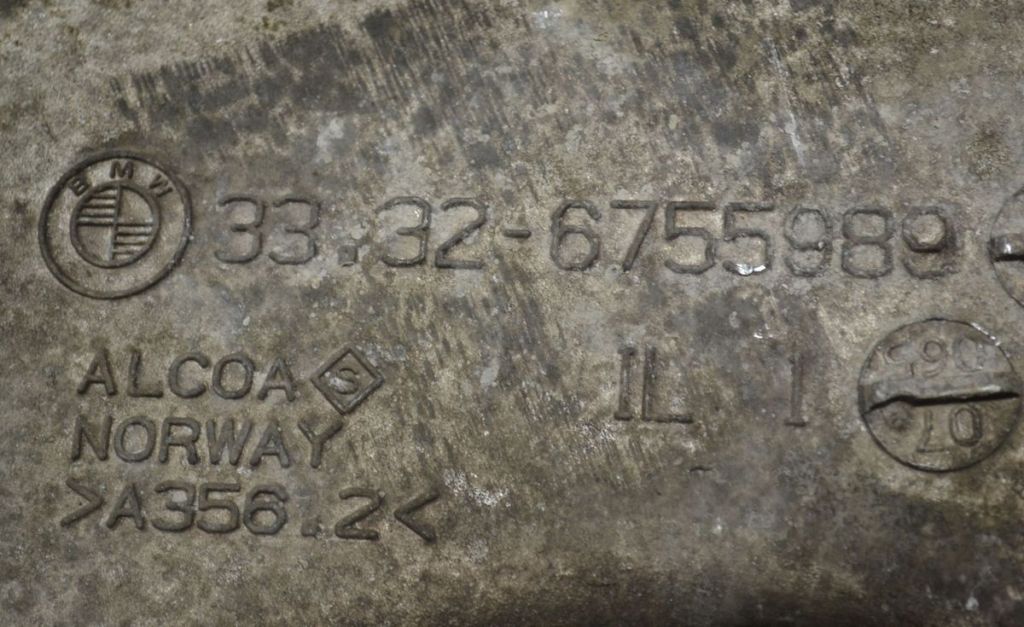 BMW
33.32-6755989
ALCOA S IL 1
NORWAY
>A356.2<